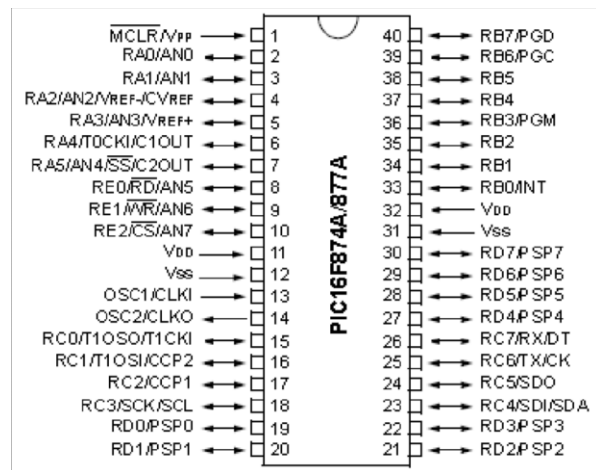 MCLR/VPP 1 40 RB7/PGD
RA0/AN0 2 39 RB6/PGC
RA1/AN1 3 38 RB5
RA2/AN2/VREF-/CVREF 4 37 RB4
RA3/AN3/VREF+ 5 36 RB3/PGM
RA4/T0CKI/C1OUT 6 35 RB2
RA5/AN4/SS/C2OUT 7 34 RB1
RE0/RD/AN5 8 33 RB0/INT
RE1/WR/AN6 9 32 VDD
RE2/CS/AN7 10 31 VSS
VDD 11 30 RD7/PSP7
VSS 12 29 RD6/PSP6
OSC1/CLKI 13 28 RD5/PSP5
OSC2/CLKO 14 27 RD4/PSP4
RC0/T1OSO/T1CKI 15 26 RC7/RX/DT
RC1/T1OSI/CCP2 16 25 RC6/TX/CK
RC2/CCP1 17 24 RC5/SDO
RC3/SCK/SCL 18 23 RC4/SDI/SDA
RD0/PSP0 19 22 RD3/PSP3
RD1/PSP1 20 21 RD2/PSP2
PIC16F874A/877A